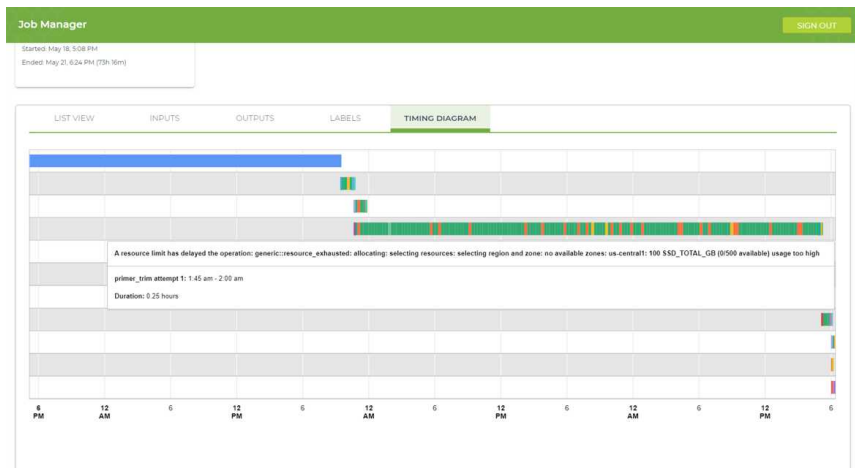 Job Manager
SIGN OUT
Started: May 18, 5:08 PM
Ended: May 21, 6:24 PM (73h 16m)
LIST VIEW INPUTS OUTPUTS LABELS TIMING DIAGRAM
A resource limit has delayed the operation: generic::resource_exhausted: allocating: selecting resources: selecting region and zone: no available zones: us-central1: 100 SSD_TOTAL_GB (0/500 available) usage too high
primer_trim attempt 1: 1:45 am - 2:00 am
Duration: 0.25 hours
6 12 6 12 6 12 6 12 6 12 6 12 6
PM AM PM AM PM AM PM